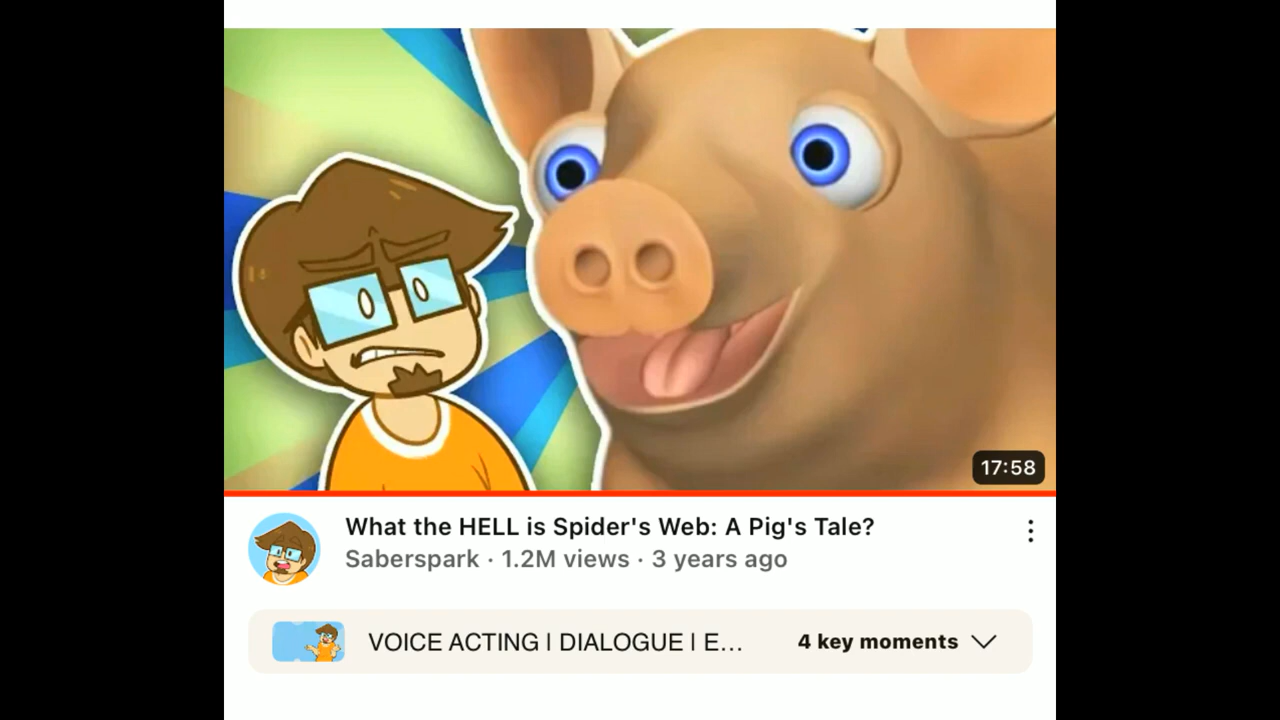 17:58
What the HELL is Spider's Web: A Pig's Tale?
Saberspark · 1.2M views · 3 years ago
VOICE ACTING | DIALOGUE | E... 4 key moments